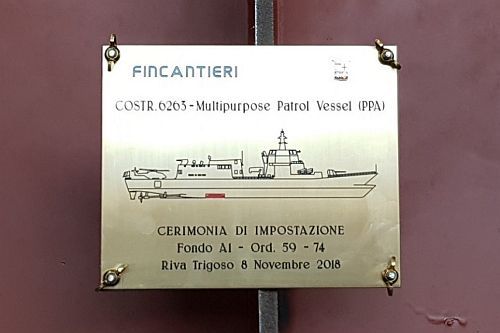 FINCANTIERI
COSTR.6263-Multipurpose Patrol Vessel (PPA)
CERIMONIA DI IMPOSTAZIONE
Fondo A1 - Ord. 59 - 74
Riva Trigoso 8 Novembre 2018